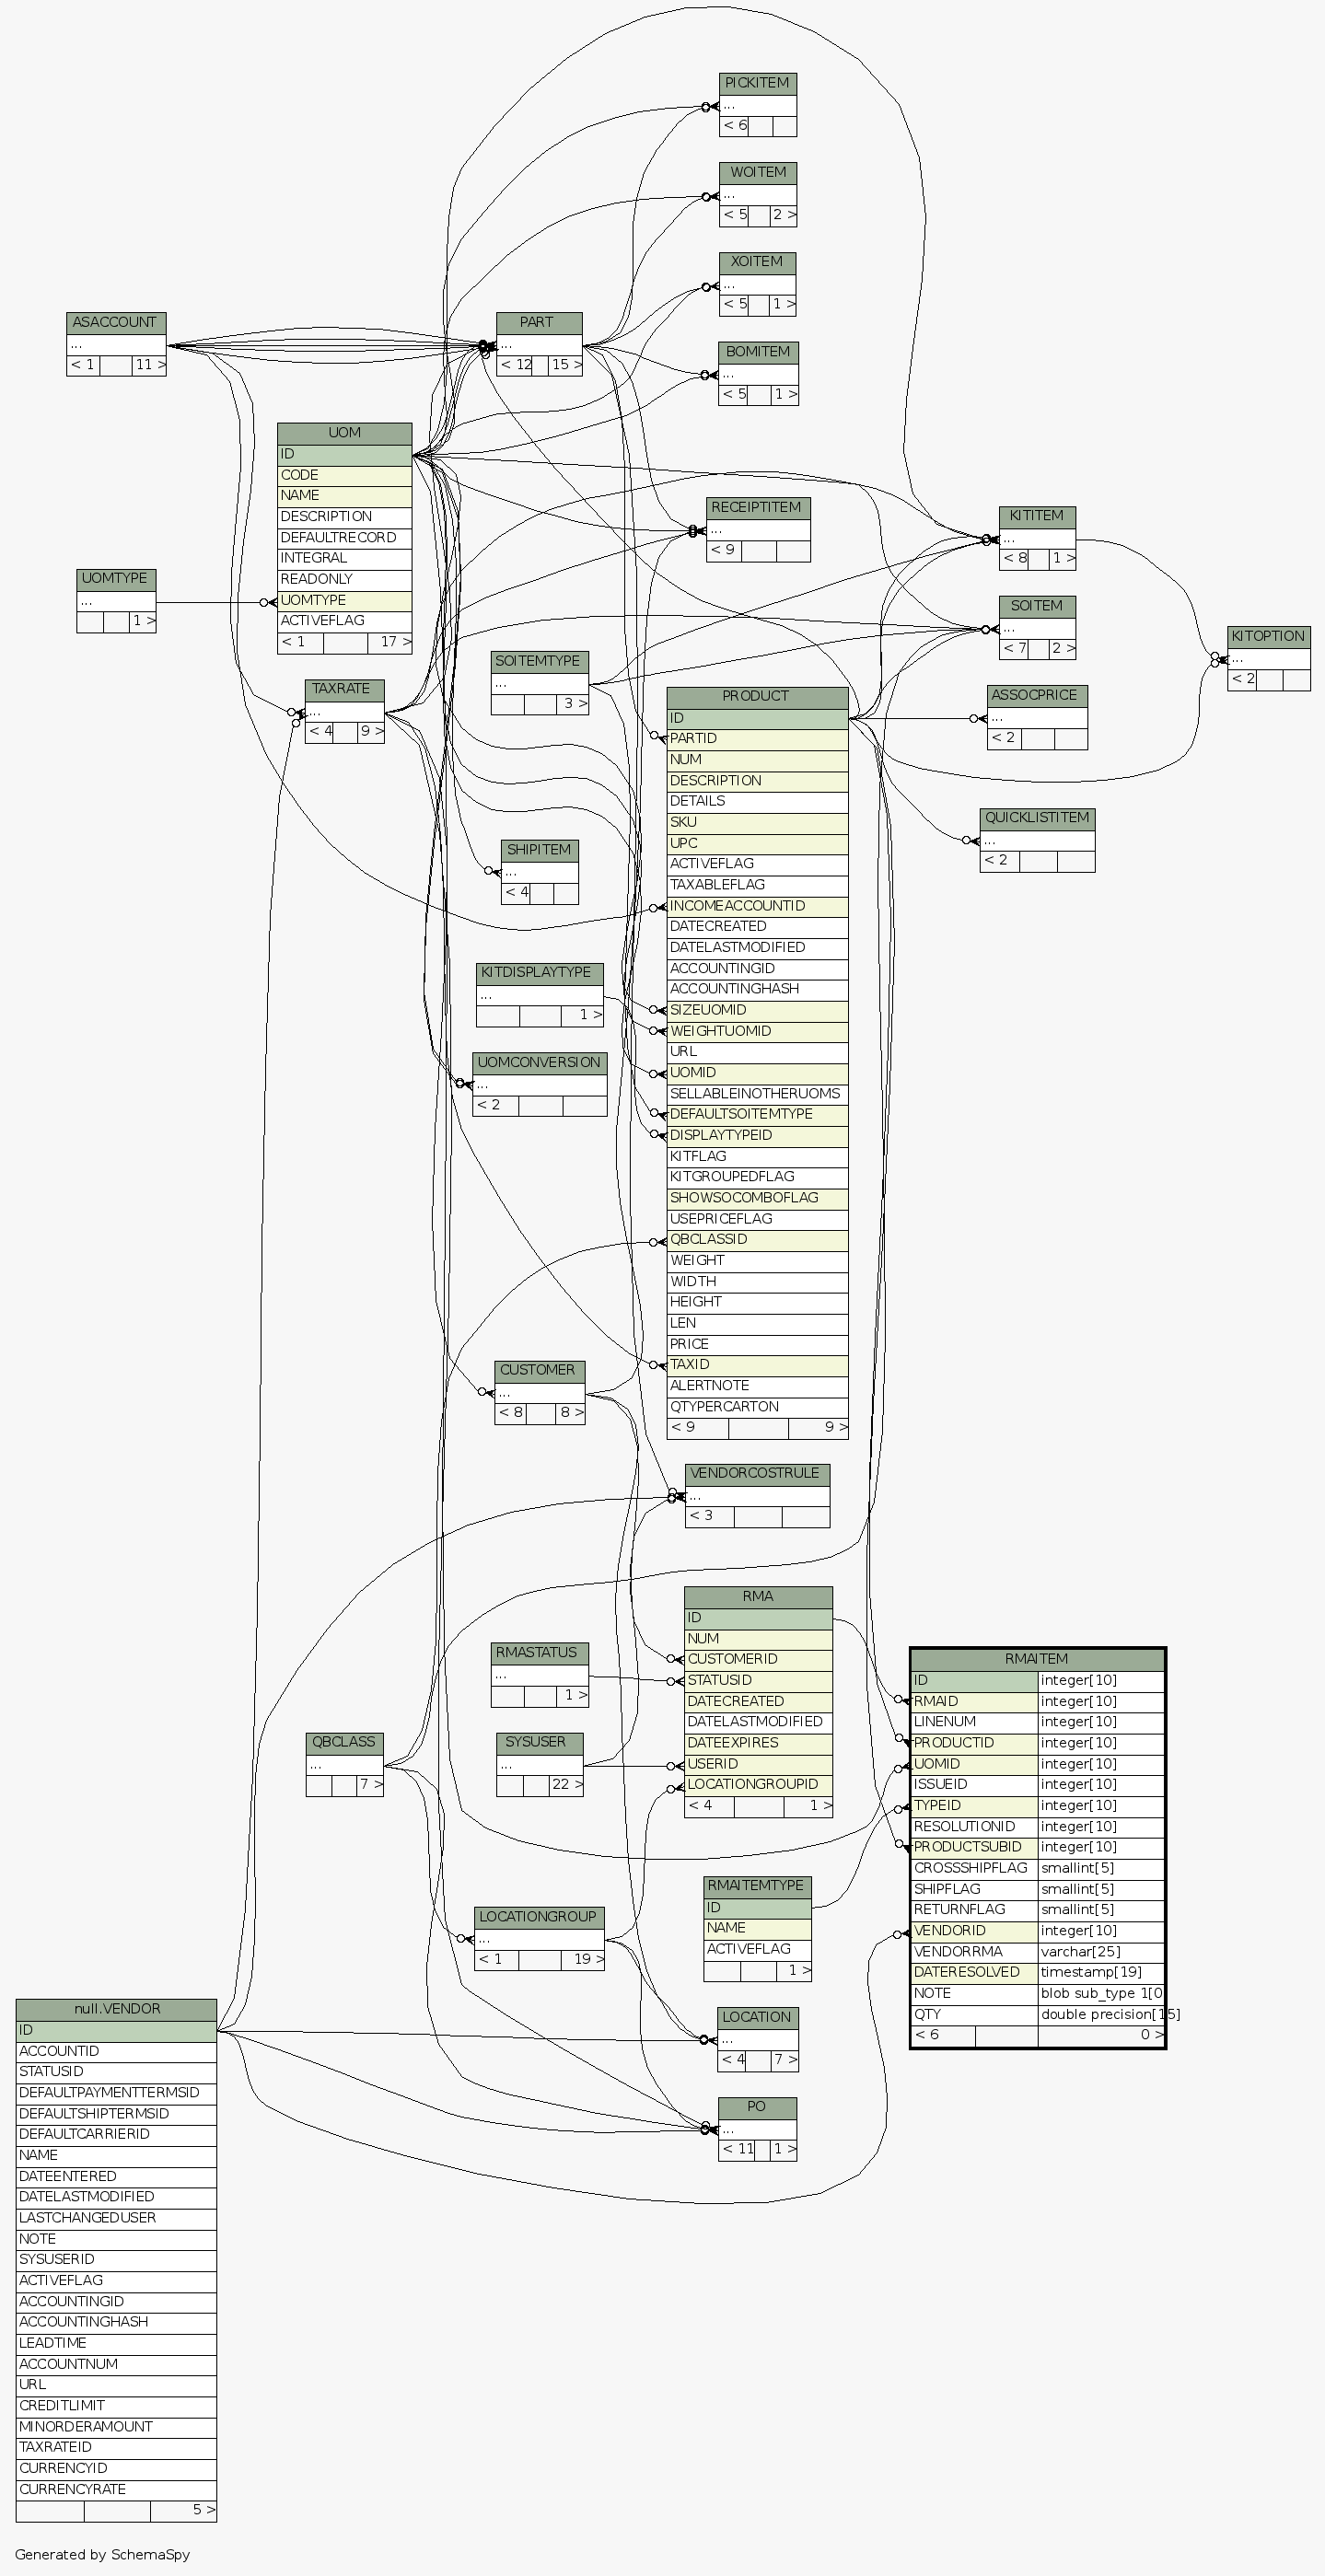 PICKITEM
...
< 6
WOITEM
...
< 5 2 >
XOITEM
...
< 5 1 >
ASACCOUNT
...
< 1 11 >
PART
...
< 12 15 >
BOMITEM
...
< 5 1 >
UOM
ID
CODE
NAME
DESCRIPTION
DEFAULTRECORD
INTEGRAL
READONLY
UOMTYPE
ACTIVEFLAG
< 1 17 >
RECEIPTITEM
...
< 9
KITITEM
...
< 8 1 >
UOMTYPE
...
1 >
SOITEM
...
< 7 2 >
KITOPTION
...
< 2
SOITEMTYPE
...
3 >
TAXRATE
...
< 4 9 >
ASSOCPRICE
...
< 2
PRODUCT
ID
PARTID
NUM
DESCRIPTION
DETAILS
SKU
UPC
ACTIVEFLAG
TAXABLEFLAG
INCOMEACCOUNTID
DATECREATED
DATELASTMODIFIED
ACCOUNTINGID
ACCOUNTINGHASH
SIZEUOMID
WEIGHTUOMID
URL
UOMID
SELLABLEINOTHERUOMS
DEFAULTSOITEMTYPE
DISPLAYTYPEID
KITFLAG
KITGROUPEDFLAG
SHOWSOCOMBOFLAG
USEPRICEFLAG
QBCLASSID
WEIGHT
WIDTH
HEIGHT
LEN
PRICE
TAXID
ALERTNOTE
QTYPERCARTON
< 9 9 >
QUICKLISTITEM
...
< 2
SHIPITEM
...
< 4
KITDISPLAYTYPE
...
1 >
UOMCONVERSION
...
< 2
CUSTOMER
...
< 8 8 >
VENDORCOSTRULE
...
< 3
RMA
ID
NUM
CUSTOMERID
STATUSID
DATECREATED
DATELASTMODIFIED
DATEEXPIRES
USERID
LOCATIONGROUPID
< 4 1 >
RMASTATUS
...
1 >
RMAITEM
ID integer[10]
RMAID integer[10]
LINENUM integer[10]
PRODUCTID integer[10]
UOMID integer[10]
ISSUEID integer[10]
TYPEID integer[10]
RESOLUTIONID integer[10]
PRODUCTSUBID integer[10]
CROSSSHIPFLAG smallint[5]
SHIPFLAG smallint[5]
RETURNFLAG smallint[5]
VENDORID integer[10]
VENDORRMA varchar[25]
DATERESOLVED timestamp[19]
NOTE blob sub_type 1[0
QTY double precision[15]
< 6 0 >
QBCLASS
...
7 >
SYSUSER
...
22 >
RMAITEMTYPE
ID
NAME
ACTIVEFLAG
1 >
LOCATIONGROUP
...
< 1 19 >
LOCATION
...
< 4 7 >
PO
...
< 11 1 >
null.VENDOR
ID
ACCOUNTID
STATUSID
DEFAULTPAYMENTTERMSID
DEFAULTSHIPTERMSID
DEFAULTCARRIERID
NAME
DATEENTERED
DATELASTMODIFIED
LASTCHANGEDUSER
NOTE
SYSUSERID
ACTIVEFLAG
ACCOUNTINGID
ACCOUNTINGHASH
LEADTIME
ACCOUNTNUM
URL
CREDITLIMIT
MINORDERAMOUNT
TAXRATEID
CURRENCYID
CURRENCYRATE
5 >
Generated by SchemaSpy